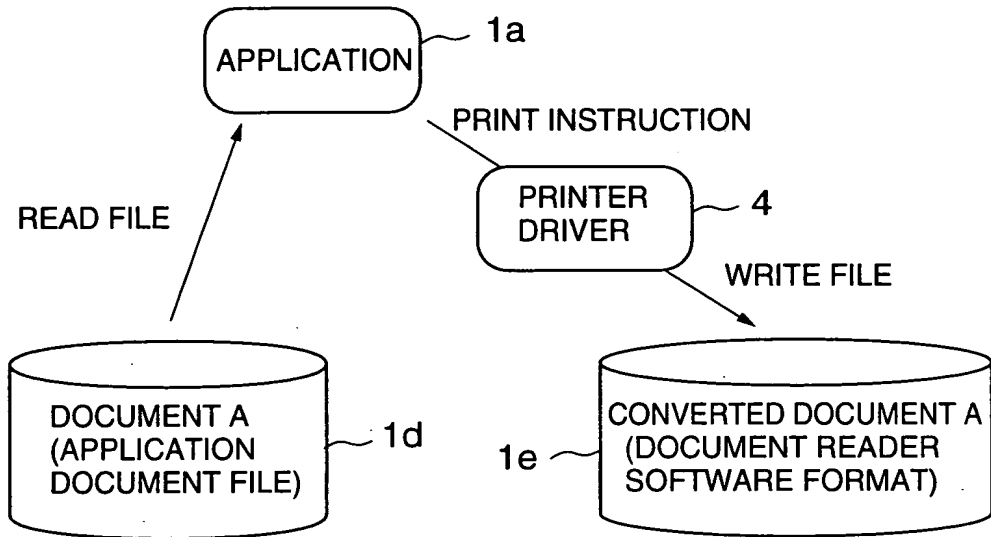 APPLICATION
1a
PRINT INSTRUCTION
PRINTER
DRIVER
4
READ FILE
WRITE FILE
DOCUMENT A
(APPLICATION
DOCUMENT FILE)
1d
CONVERTED DOCUMENT A
(DOCUMENT READER
SOFTWARE FORMAT)
1e